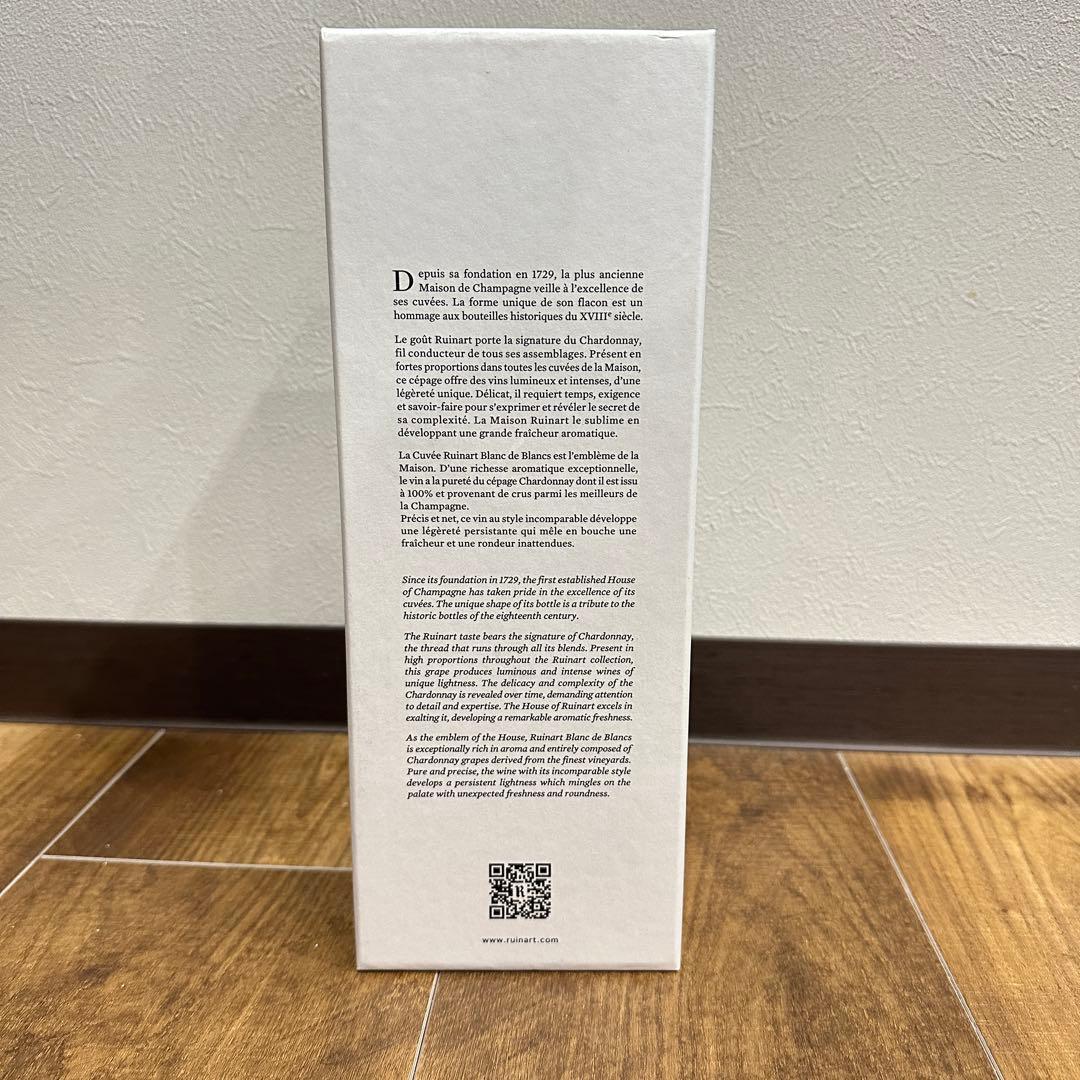 Depuis sa fondation en 1729, la plus ancienne
Maison de Champagne veille à l'excellence de
ses cuvées. La forme unique de son flacon est un
hommage aux bouteilles historiques du XVIIIe siècle.
Le goût Ruinart porte la signature du Chardonnay,
fil conducteur de tous ses assemblages. Présent en
fortes proportions dans toutes les cuvées de la Maison,
ce cépage offre des vins lumineux et intenses, d'une
légèreté unique. Délicat, il requiert temps, exigence
et savoir-faire pour s'exprimer et révéler le secret de
sa complexité. La Maison Ruinart le sublime en
développant une grande fraîcheur aromatique.
La Cuvée Ruinart Blanc de Blancs est l'emblème de la
Maison. D'une richesse aromatique exceptionnelle,
le vin a la pureté du cépage Chardonnay dont il est issu
à 100% et provenant de crus parmi les meilleurs de
la Champagne.
Précis et net, ce vin au style incomparable développe
une légèreté persistante qui mêle en bouche une
fraîcheur et une rondeur inattendues.
Since its foundation in 1729, the first established House
of Champagne has taken pride in the excellence of its
cuvées. The unique shape of its bottle is a tribute to the
historic bottles of the eighteenth century.
The Ruinart taste bears the signature of Chardonnay,
the thread that runs through all its blends. Present in
high proportions throughout the Ruinart collection,
this grape produces luminous and intense wines of
unique lightness. The delicacy and complexity of the
Chardonnay is revealed over time, demanding attention
to detail and expertise. The House of Ruinart excels in
exalting it, developing a remarkable aromatic freshness.
As the emblem of the House, Ruinart Blanc de Blancs
is exceptionally rich in aroma and entirely composed of
Chardonnay grapes derived from the finest vineyards.
Pure and precise, the wine with its incomparable style
develops a persistent lightness which mingles on the
palate with unexpected freshness and roundness.
R
www.ruinart.com